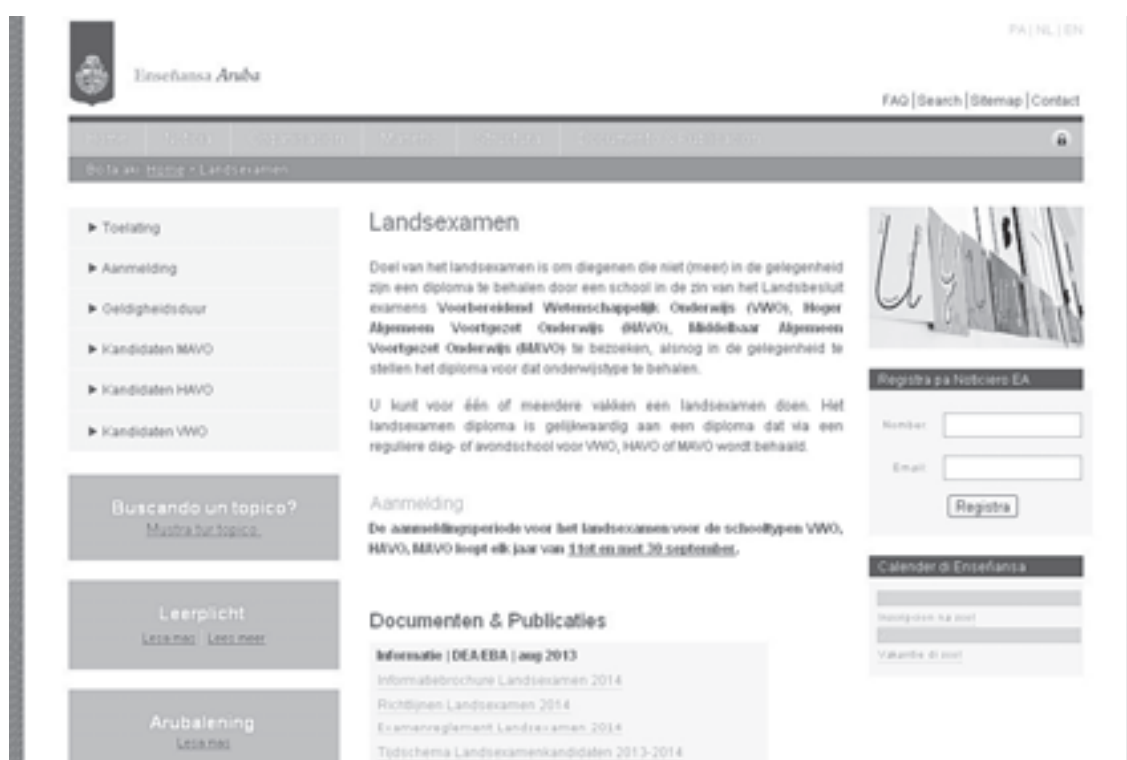 PA | NL | EN
Enseñansa Aruba
FAQ | Search | Sitemap | Contact
Bo ta aki: Home • Landsexamen
Toelating
Aanmelding
Geldigheidsduur
Kandidaten MAVO
Kandidaten HAVO
Kandidaten VWO
Buscando un topico?
Mustra tur topico
Leerplicht
Lesa mas Lees meer
Arubalening
Lesa mas
Landsexamen
Doel van het landsexamen is om diegenen die niet (meer) in de gelegenheid
zijn een diploma te behalen door een school in de zin van het Landsbesluit
examens Voorbereidend Wetenschappelijk Onderwijs (VWO), Hoger
Algemeen Voortgezet Onderwijs (HAVO), Middelbaar Algemeen
Voortgezet Onderwijs (MAVO) te bezoeken, alsnog in de gelegenheid te
stellen het diploma voor dat onderwijstype te behalen.
U kunt voor één of meerdere vakken een landsexamen doen. Het
landsexamen diploma is gelijkwaardig aan een diploma dat via een
reguliere dag- of avondschool voor VWO, HAVO of MAVO wordt behaald.
Aanmelding
De aanmeldingsperiode voor het landsexamen voor de schooltypen VWO,
HAVO, MAVO loopt elk jaar van 1 tot en met 30 september.
Documenten & Publicaties
Informatie | DEA/EBA | aug 2013
Informatiebrochure Landsexamen 2014
Richtlijnen Landsexamen 2014
Examenreglement Landsexamen 2014
Tijdschema Landsexamenkandidaten 2013-2014
Registra pa Noticiero EA
Nomber
Email
Registra
Calender di Enseñansa
Vakantie di